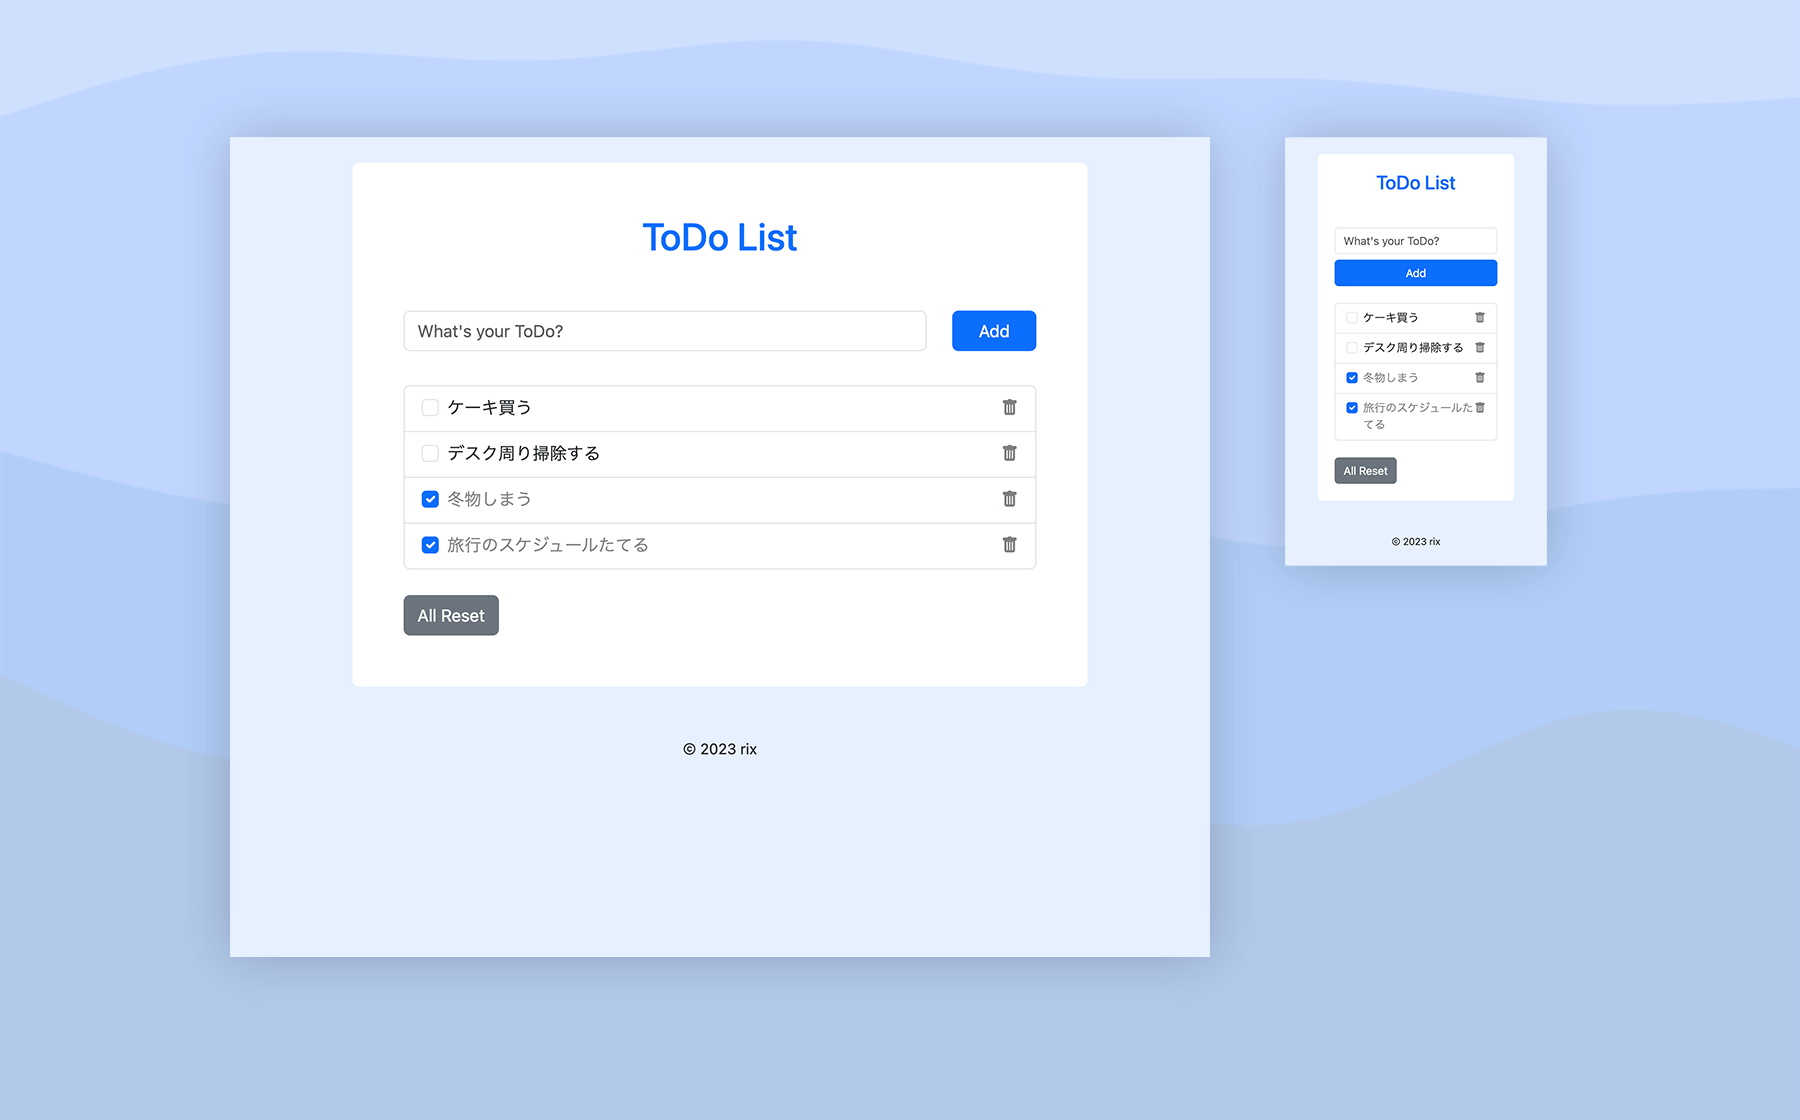 ToDo List
What's your ToDo?
Add
ケーキ買う
デスク周り掃除する
冬物しまう
旅行のスケジュールたてる
All Reset
© 2023 rix
ToDo List
What's your ToDo?
Add
ケーキ買う
デスク周り掃除する
冬物しまう
旅行のスケジュールた
てる
All Reset
© 2023 rix